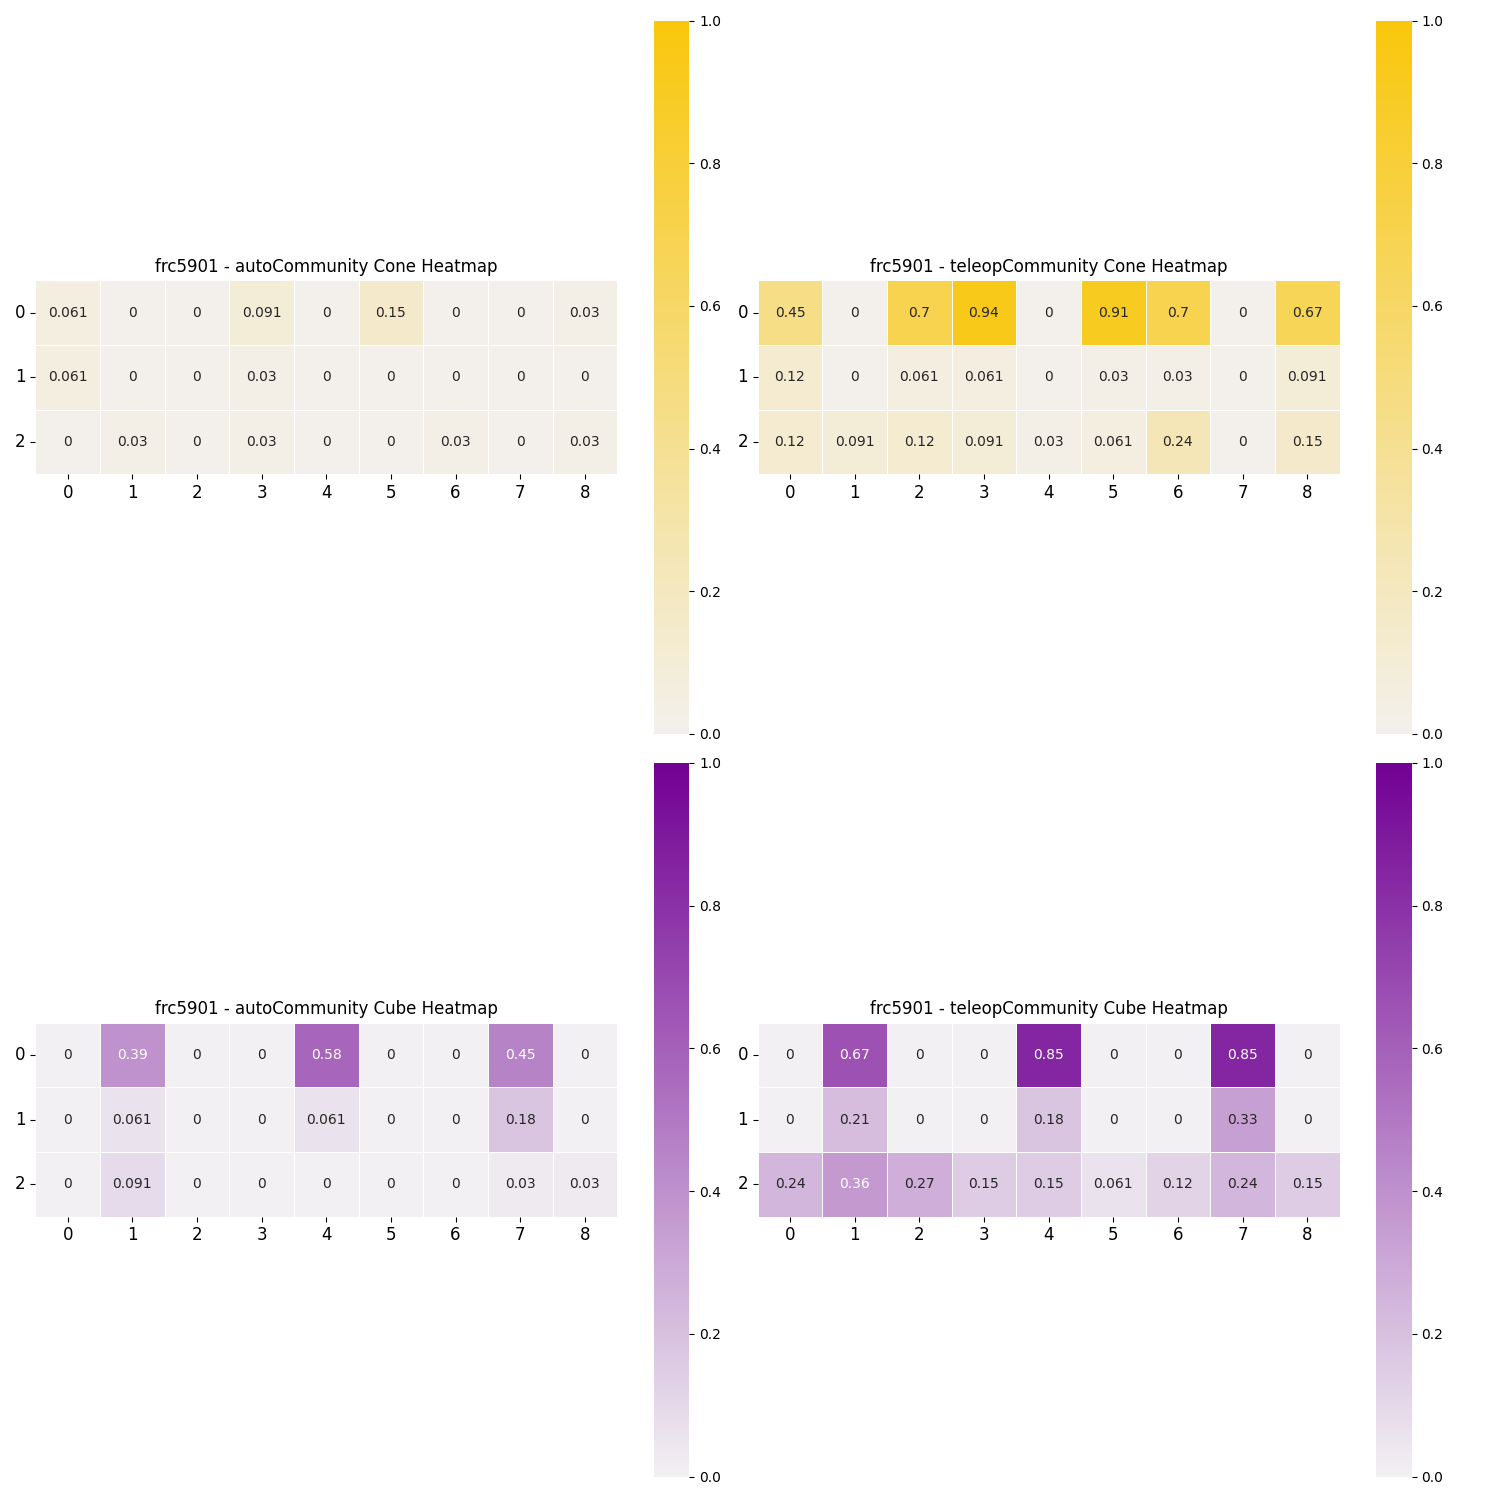 frc5901 - autoCommunity Cone Heatmap
0 0.061 0 0 0.091 0 0.15 0 0 0.03
1 0.061 0 0 0.03 0 0 0 0 0
2 0 0.03 0 0.03 0 0 0.03 0 0.03
0 1 2 3 4 5 6 7 8
1.0
0.8
0.6
0.4
0.2
0.0
frc5901 - teleopCommunity Cone Heatmap
0 0.45 0 0.7 0.94 0 0.91 0.7 0 0.67
1 0.12 0 0.061 0.061 0 0.03 0.03 0 0.091
2 0.12 0.091 0.12 0.091 0.03 0.061 0.24 0 0.15
0 1 2 3 4 5 6 7 8
1.0
0.8
0.6
0.4
0.2
0.0
frc5901 - autoCommunity Cube Heatmap
0 0 0.39 0 0 0.58 0 0 0.45 0
1 0 0.061 0 0 0.061 0 0 0.18 0
2 0 0.091 0 0 0 0 0 0.03 0.03
0 1 2 3 4 5 6 7 8
1.0
0.8
0.6
0.4
0.2
0.0
frc5901 - teleopCommunity Cube Heatmap
0 0 0.67 0 0 0.85 0 0 0.85 0
1 0 0.21 0 0 0.18 0 0 0.33 0
2 0.24 0.36 0.27 0.15 0.15 0.061 0.12 0.24 0.15
0 1 2 3 4 5 6 7 8
1.0
0.8
0.6
0.4
0.2
0.0